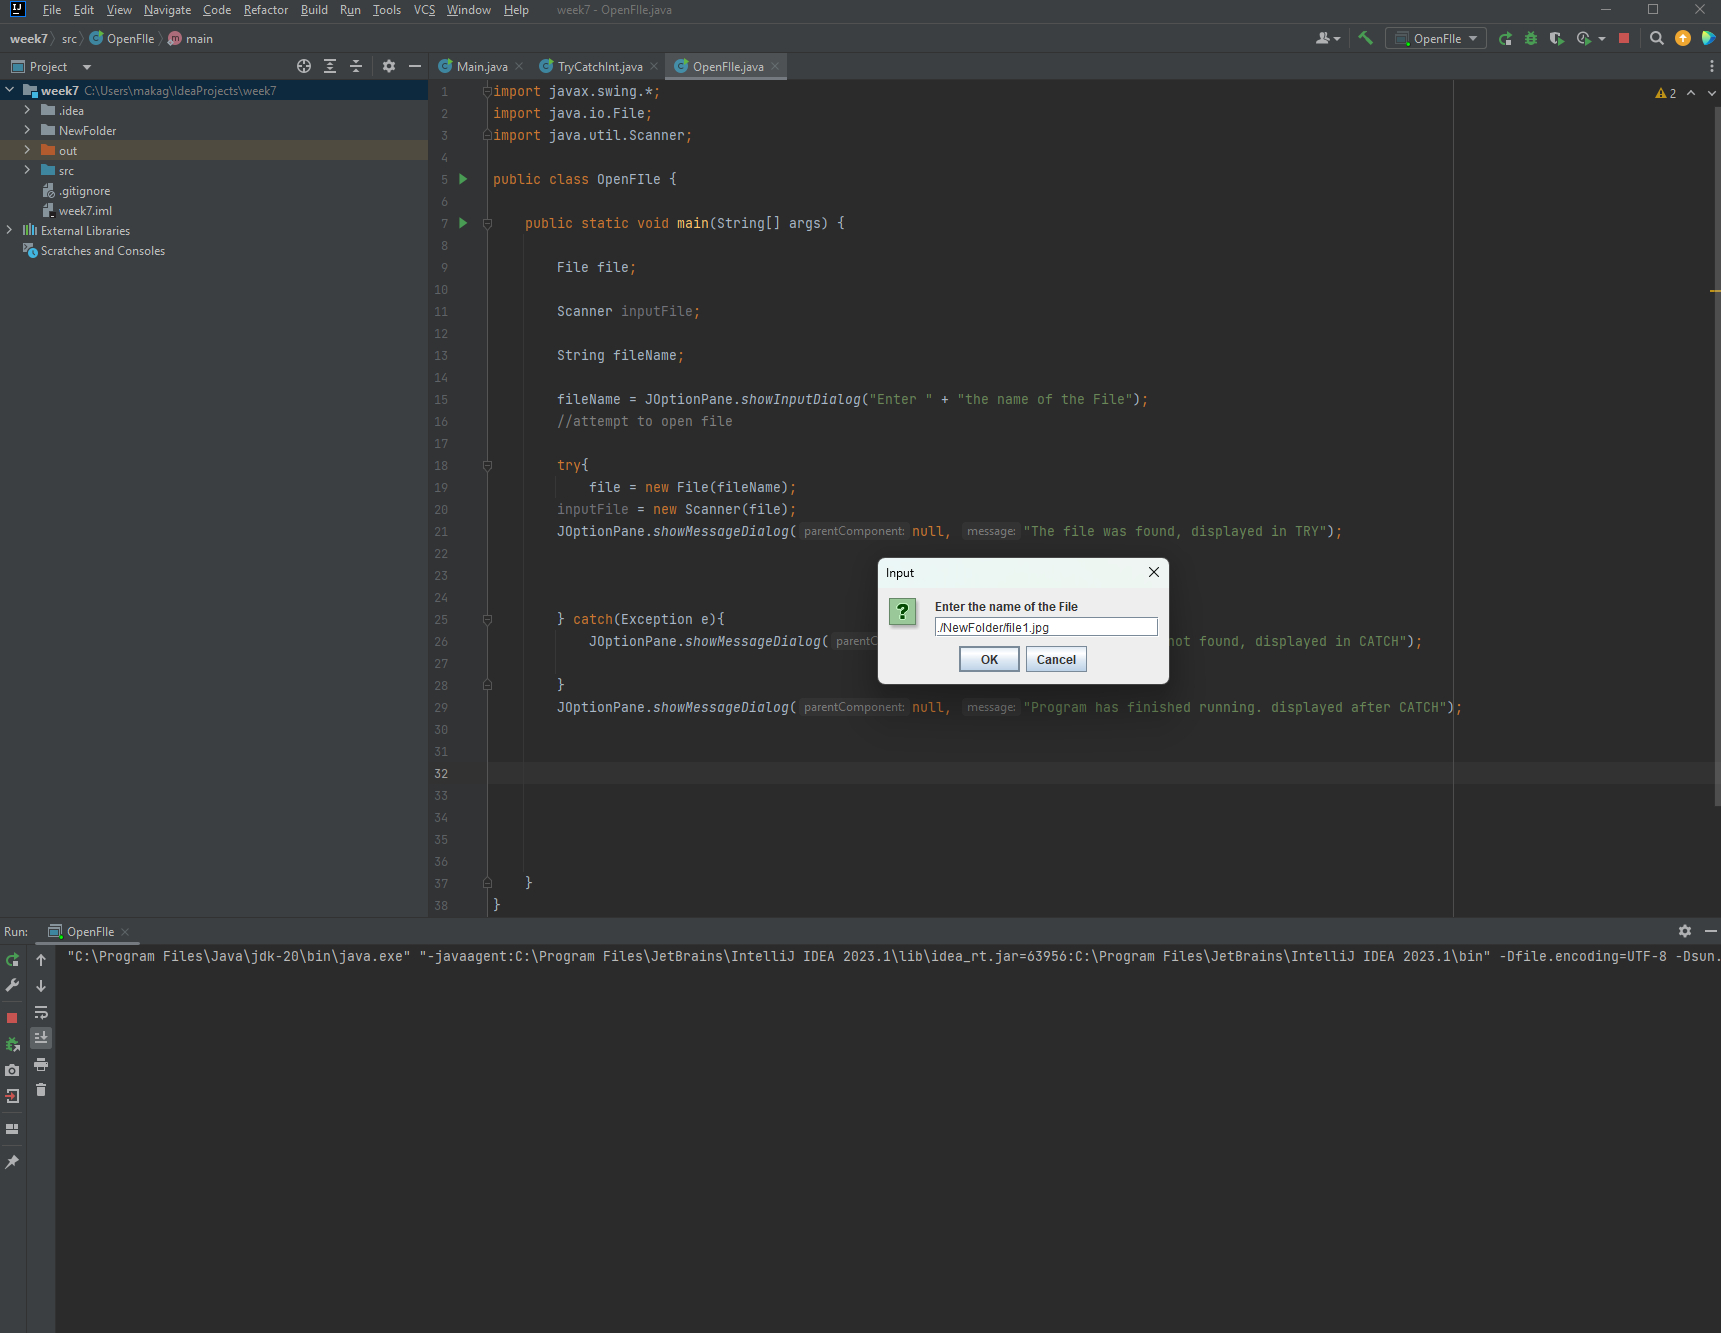 File Edit View Navigate Code Refactor Build Run Tools VCS Window Help week7 - OpenFIle.java
week7 src OpenFIle main
OpenFIle
Project
Main.java TryCatchInt.java OpenFIle.java
week7 C:\Users\makag\IdeaProjects\week7
.idea
NewFolder
out
src
.gitignore
week7.iml
External Libraries
Scratches and Consoles
2
1 import javax.swing.*;
2 import java.io.File;
3 import java.util.Scanner;
4
5 public class OpenFIle {
6
7 public static void main(String[] args) {
8
9 File file;
10
11 Scanner inputFile;
12
13 String fileName;
14
15 fileName = JOptionPane.showInputDialog("Enter " + "the name of the File");
16 //attempt to open file
17
18 try{
19 file = new File(fileName);
20 inputFile = new Scanner(file);
21 JOptionPane.showMessageDialog( parentComponent: null, message: "The file was found, displayed in TRY");
22
23
24
25 } catch(Exception e){
26 JOptionPane.showMessageDialog( parentC not found, displayed in CATCH");
27
28 }
29 JOptionPane.showMessageDialog( parentComponent: null, message: "Program has finished running. displayed after CATCH");
30
31
32
33
34
35
36
37 }
38 }
Input
Enter the name of the File
./NewFolder/file1.jpg
OK Cancel
Run: OpenFIle
"C:\Program Files\Java\jdk-20\bin\java.exe" "-javaagent:C:\Program Files\JetBrains\IntelliJ IDEA 2023.1\lib\idea_rt.jar=63956:C:\Program Files\JetBrains\IntelliJ IDEA 2023.1\bin" -Dfile.encoding=UTF-8 -Dsun.